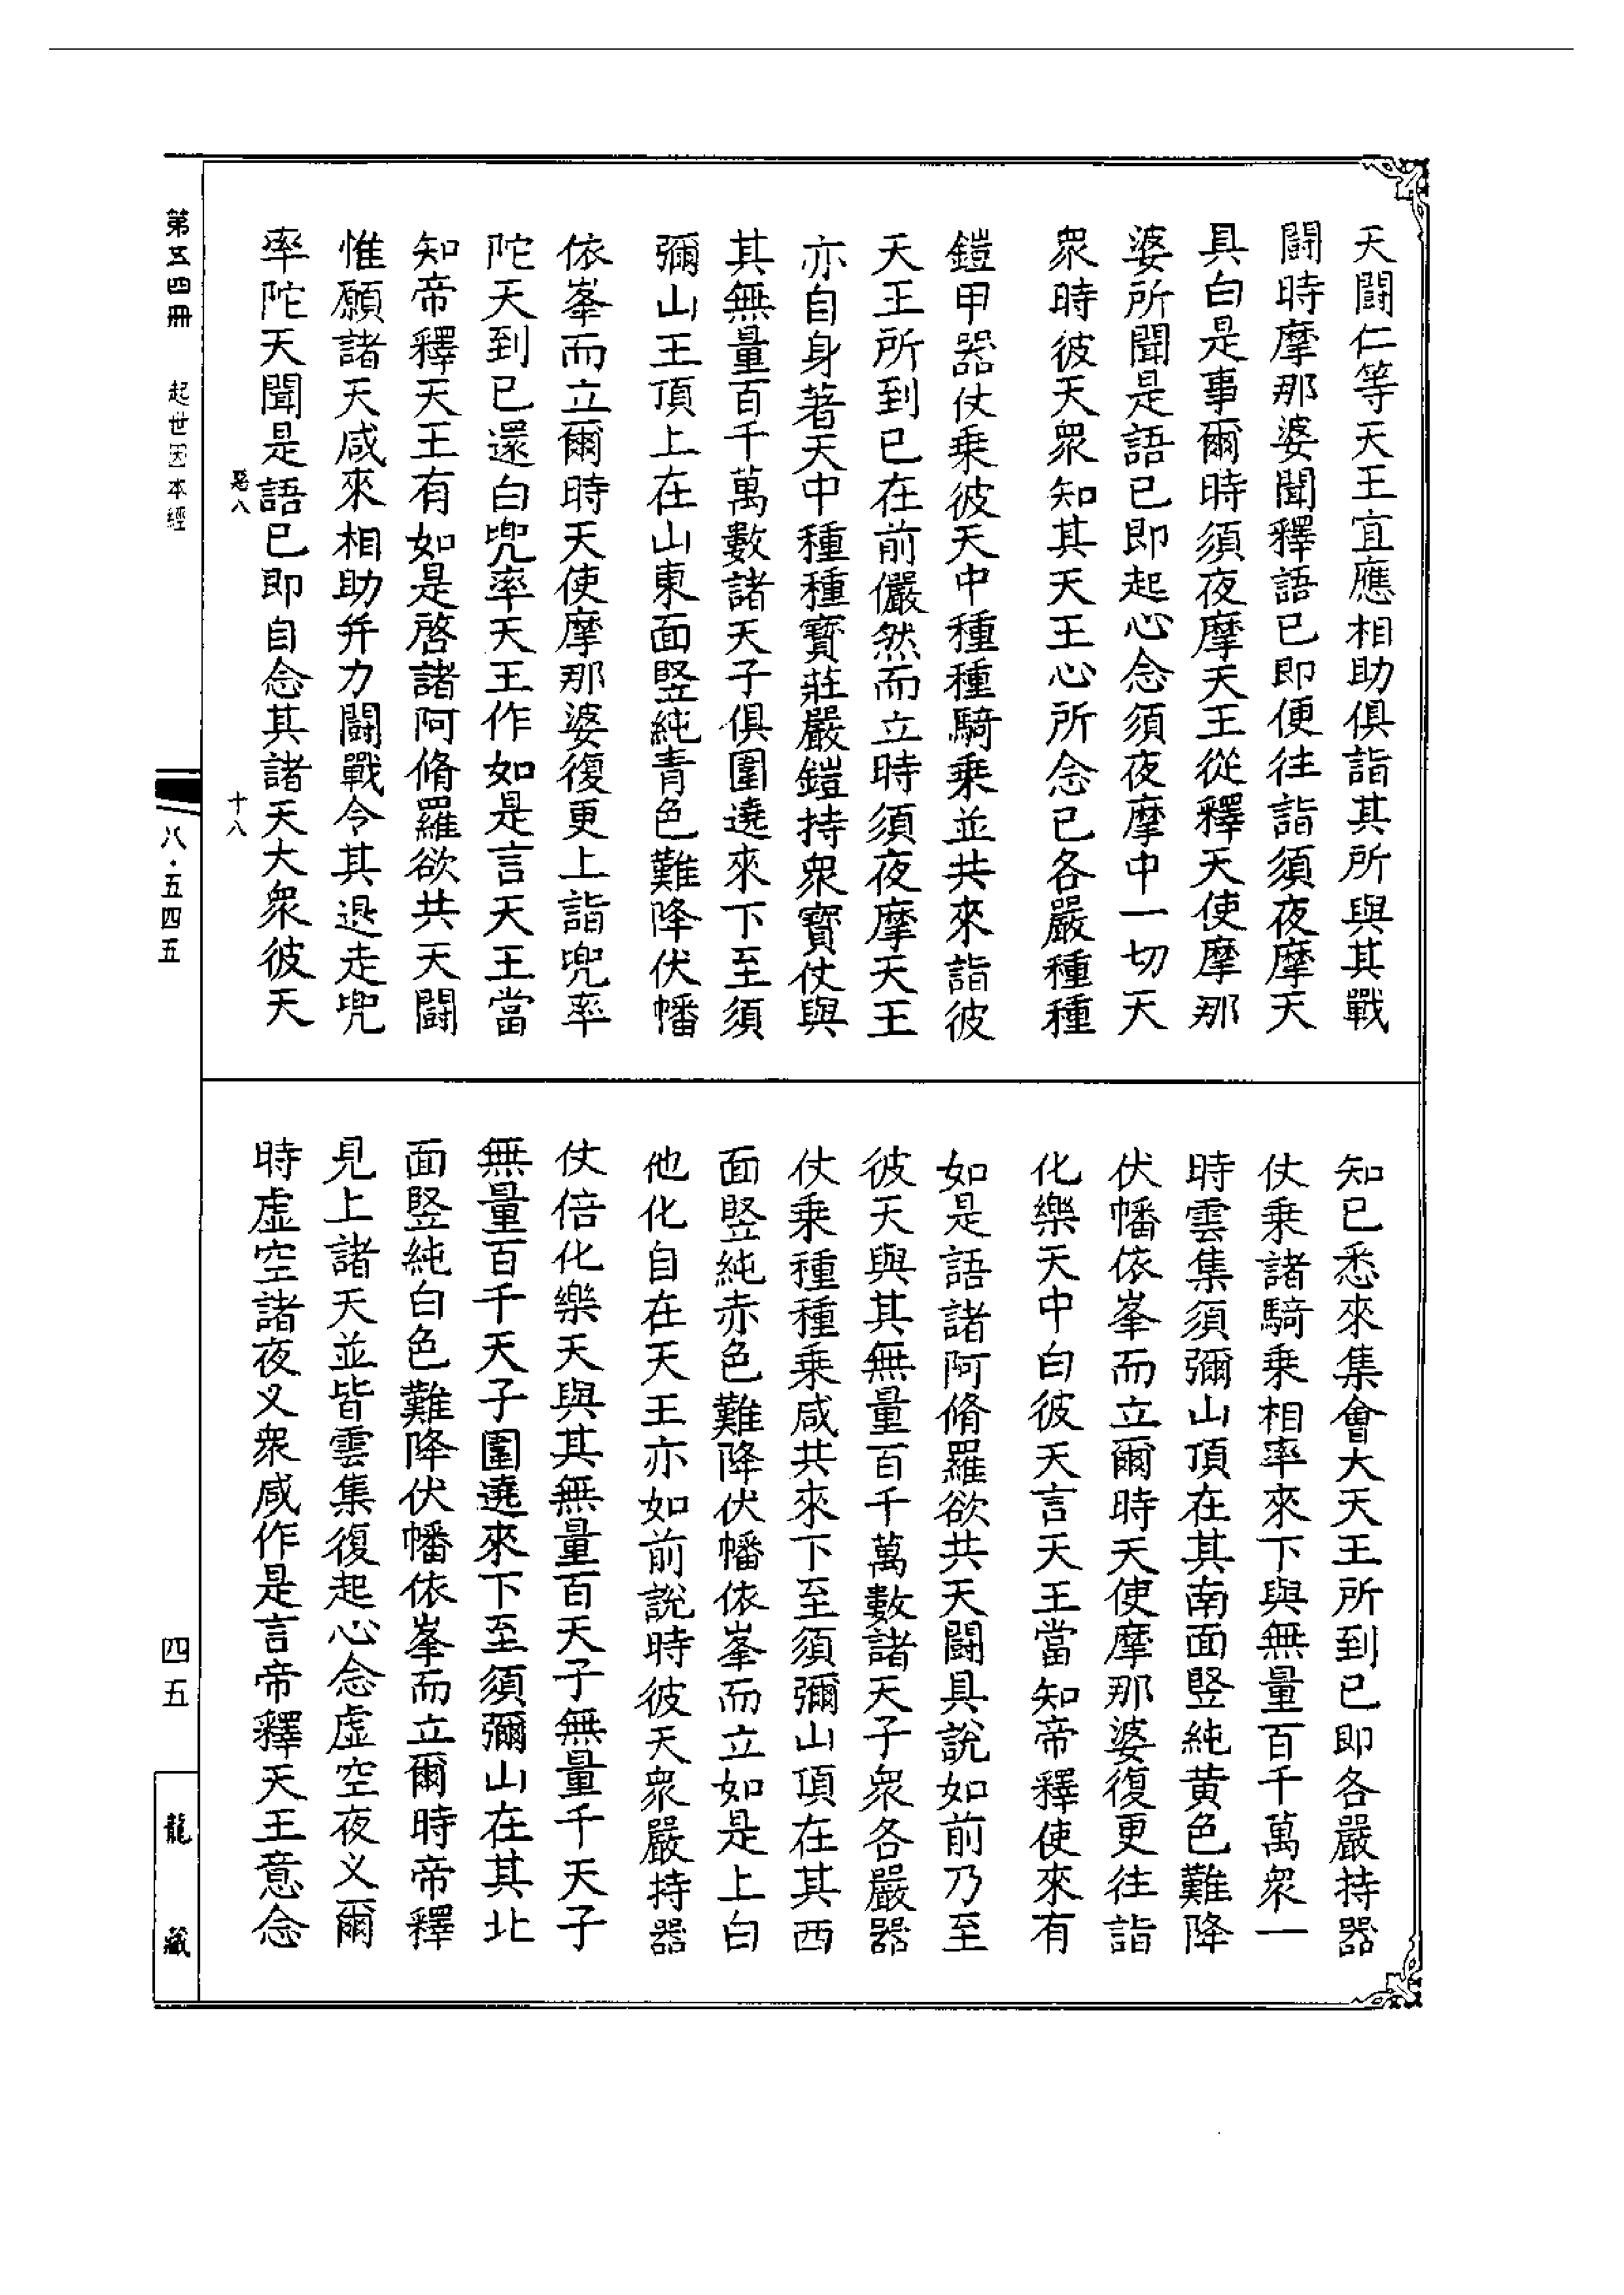 天闘仁等天王宜應相助俱詣其所與其戰
闘時摩那婆聞釋語已即便往詣須夜摩天
具白是事爾時須夜摩天王從釋天使摩那
婆所聞是語已即起心念須夜摩中一切天
眾時彼天眾知其天王心所念已各嚴種種
鎧甲器仗乘彼天中種種騎乘並共來詣彼
天王所到已在前儼然而立時須夜摩天王
亦自身著天中種種寶莊嚴鎧持眾寶仗與
其無量百千萬數諸天子俱圍遶來下至須
彌山王頂上在山東面竪純青色難降伏幡
依峯而立爾時天使摩那婆復更上詣兜率
陀天到已還白兜率天王作如是言天王當
知帝釋天王有如是啓諸阿脩羅欲共天闘
惟願諸天咸來相助并力闘戰令其退走兜
率陀天聞是語已即自念其諸天大眾彼天
惡八
十八
知已悉來集會大天王所到已即各嚴持器
仗乘諸騎乘相率來下與無量百千萬眾一
時雲集須彌山頂在其南面竪純黄色難降
伏幡依峯而立爾時天使摩那婆復更往詣
化樂天中白彼天言天王當知帝釋使來有
如是語諸阿脩羅欲共天闘具說如前乃至
彼天與其無量百千萬數諸天子眾各嚴器
仗乘種種乘咸共來下至須彌山頂在其西
面竪純赤色難降伏幡依峯而立如是上白
他化自在天王亦如前說時彼天眾嚴持器
仗倍化樂天與其無量百天子無量千天子
無量百千天子圍遶來下至須彌山在其北
面竪純白色難降伏幡依峯而立爾時帝釋
見上諸天並皆雲集復起心念虛空夜叉爾
時虛空諸夜叉眾咸作是言帝釋天王意念
第五四冊 起世因本經
八·五四五
四五
龍藏